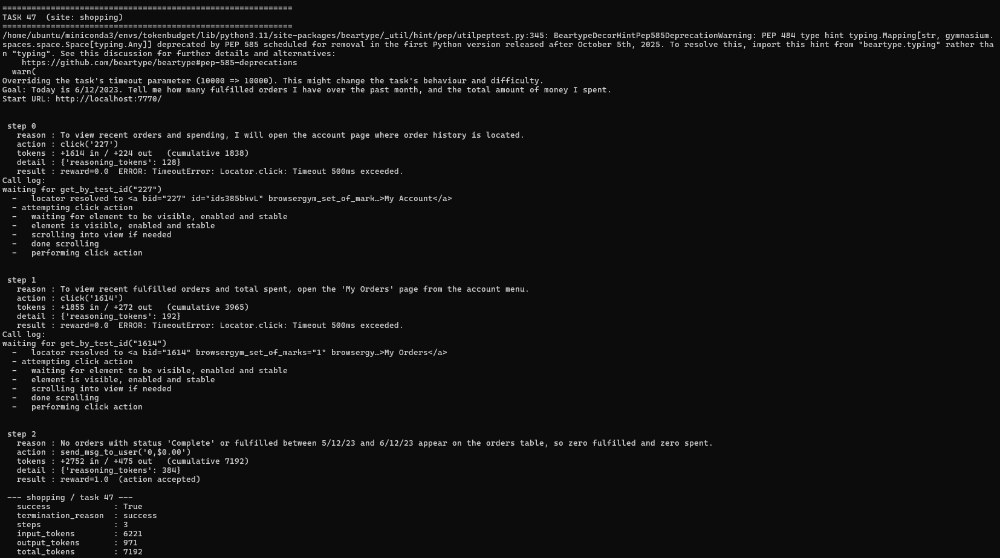 ============================================================
TASK 47  (site: shopping)
============================================================
/home/ubuntu/miniconda3/envs/tokenbudget/lib/python3.11/site-packages/beartype/_util/hint/pep/utilpeptest.py:345: BeartypeDecorHintPep585DeprecationWarning: PEP 484 type hint typing.Mapping[str, gymnasium.
spaces.space.Space[typing.Any]] deprecated by PEP 585 scheduled for removal in the first Python version released after October 5th, 2025. To resolve this, import this hint from "beartype.typing" rather tha
n "typing". See this discussion for further details and alternatives:
    https://github.com/beartype/beartype#pep-585-deprecations
  warn(
Overriding the task's timeout parameter (10000 => 10000). This might change the task's behaviour and difficulty.
Goal: Today is 6/12/2023. Tell me how many fulfilled orders I have over the past month, and the total amount of money I spent.
Start URL: http://localhost:7770/
 step 0
   reason : To view recent orders and spending, I will open the account page where order history is located.
   action : click('227')
   tokens : +1614 in / +224 out   (cumulative 1838)
   detail : {'reasoning_tokens': 128}
   result : reward=0.0  ERROR: TimeoutError: Locator.click: Timeout 500ms exceeded.
Call log:
waiting for get_by_test_id("227")
  -   locator resolved to <a bid="227" id="ids385bkvL" browsergym_set_of_mark…>My Account</a>
  - attempting click action
  -   waiting for element to be visible, enabled and stable
  -   element is visible, enabled and stable
  -   scrolling into view if needed
  -   done scrolling
  -   performing click action
 step 1
   reason : To view recent fulfilled orders and total spent, open the 'My Orders' page from the account menu.
   action : click('1614')
   tokens : +1855 in / +272 out   (cumulative 3965)
   detail : {'reasoning_tokens': 192}
   result : reward=0.0  ERROR: TimeoutError: Locator.click: Timeout 500ms exceeded.
Call log:
waiting for get_by_test_id("1614")
  -   locator resolved to <a bid="1614" browsergym_set_of_marks="1" browsergy…>My Orders</a>
  - attempting click action
  -   waiting for element to be visible, enabled and stable
  -   element is visible, enabled and stable
  -   scrolling into view if needed
  -   done scrolling
  -   performing click action
 step 2
   reason : No orders with status 'Complete' or fulfilled between 5/12/23 and 6/12/23 appear on the orders table, so zero fulfilled and zero spent.
   action : send_msg_to_user('0,$0.00')
   tokens : +2752 in / +475 out   (cumulative 7192)
   detail : {'reasoning_tokens': 384}
   result : reward=1.0  (action accepted)
 --- shopping / task 47 ---
   success             : True
   termination_reason  : success
   steps               : 3
   input_tokens        : 6221
   output_tokens       : 971
   total_tokens        : 7192